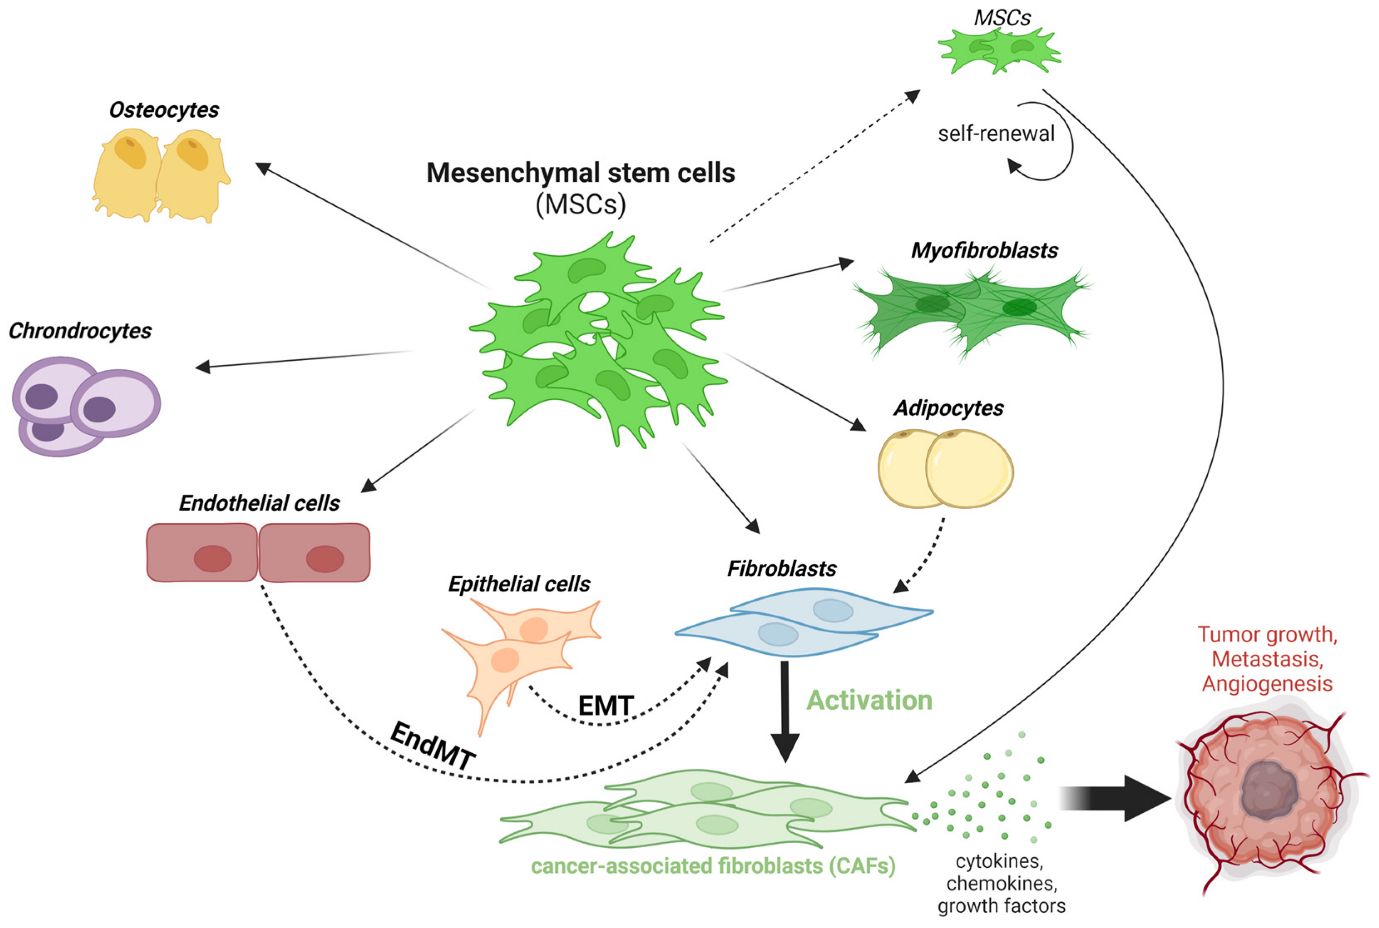 MSCs
Osteocytes
self-renewal
Mesenchymal stem cells
(MSCs)
Myofibroblasts
Chrondrocytes
Adipocytes
Endothelial cells
Epithelial cells
Fibroblasts
Tumor growth,
Metastasis,
Angiogenesis
EMT
Activation
EndMT
cancer-associated fibroblasts (CAFs)
cytokines,
chemokines,
growth factors